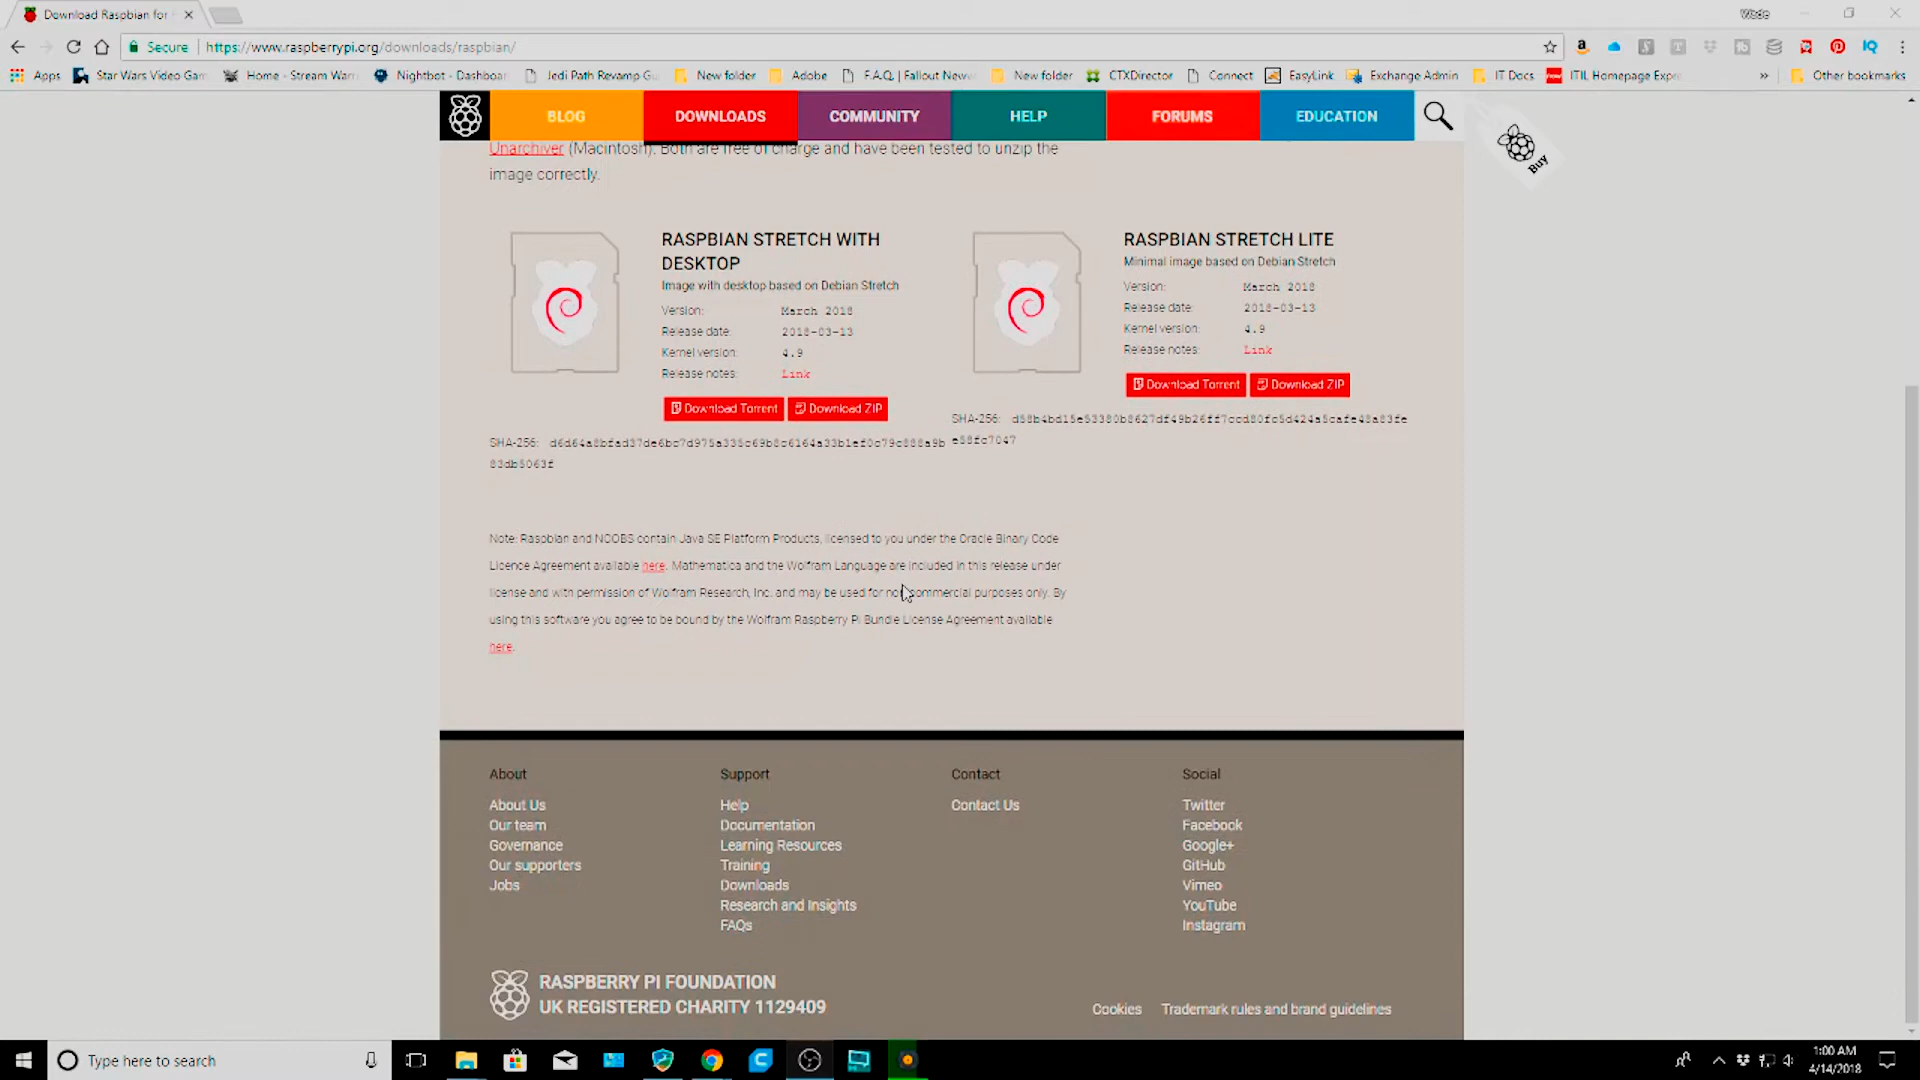 Download Raspbian for
Wade
Secure
https://www.raspberrypi.org/downloads/raspbian/
Apps
Star Wars Video Gam
Home - Stream Warr
Nightbot - Dashboar
Jedi Path Revamp Gu
New folder
Adobe
F.A.Q. | Fallout New
New folder
CTXDirector
Connect
EasyLink
Exchange Admin
IT Docs
ITIL Homepage Expr
»
Other bookmarks
BLOG
DOWNLOADS
COMMUNITY
HELP
FORUMS
EDUCATION
Buy
Unarchiver (Macintosh). Both are free of charge and have been tested to unzip the
image correctly.
RASPBIAN STRETCH WITH
DESKTOP
Image with desktop based on Debian Stretch
Version: March 2018
Release date: 2018-03-13
Kernel version: 4.9
Release notes: Link
Download Torrent
Download ZIP
SHA-256:
83db5063f
RASPBIAN STRETCH LITE
Minimal image based on Debian Stretch
Version: March 2018
Release date: 2018-03-13
Kernel version: 4.9
Release notes: Link
Download Torrent
Download ZIP
SHA-256:
e58fc7047
Note: Raspbian and NOOBS contain Java SE Platform Products, licensed to you under the Oracle Binary Code
Licence Agreement available here. Mathematica and the Wolfram Language are included in this release under
license and with permission of Wolfram Research, Inc. and may be used for non-commercial purposes only. By
using this software you agree to be bound by the Wolfram Raspberry Pi Bundle License Agreement available
here.
About
About Us
Our team
Governance
Our supporters
Jobs
Support
Help
Documentation
Learning Resources
Training
Downloads
Research and Insights
FAQs
Contact
Contact Us
Social
Twitter
Facebook
Google+
GitHub
Vimeo
YouTube
Instagram
RASPBERRY PI FOUNDATION
UK REGISTERED CHARITY 1129409
Cookies
Trademark rules and brand guidelines
Type here to search
1:00 AM
4/14/2018